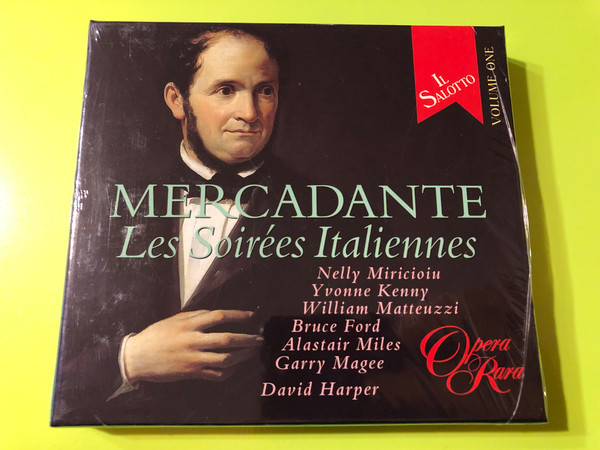 IL
SALOTTO
VOLUME ONE
MERCADANTE
Les Soirées Italiennes
Nelly Miricioiu
Yvonne Kenny
William Matteuzzi
Bruce Ford
Alastair Miles
Garry Magee
David Harper
Opera
Rara